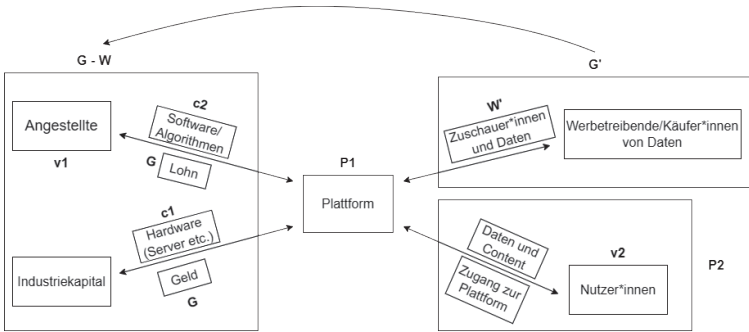 G - W
G'
c2
Software/
Algorithmen
Angestellte
v1
G
Lohn
W'
Zuschauer*innen
und Daten
Werbetreibende/Käufer*innen
von Daten
P1
Plattform
c1
Hardware
(Server etc.)
Industriekapital
Geld
G
Daten und
Content
Zugang zur
Plattform
v2
Nutzer*innen
P2